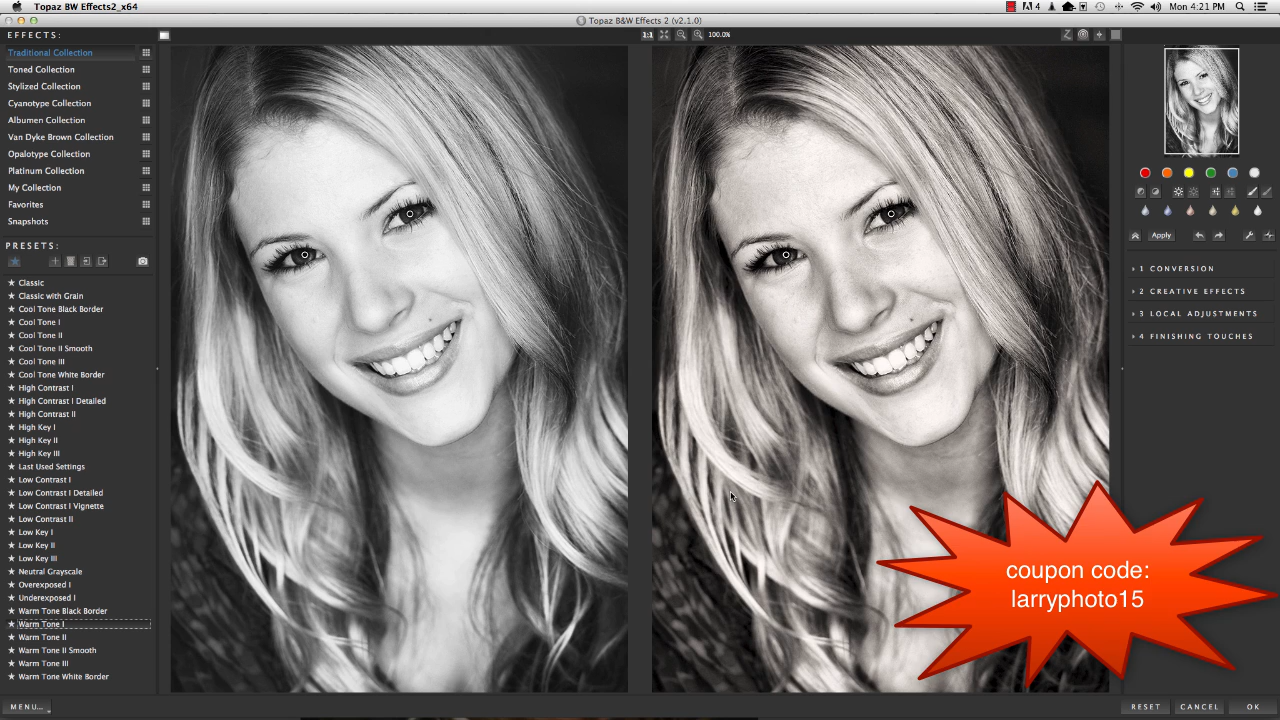 Topaz BW Effects2_x64
4
Mon 4:21 PM
Topaz B&W Effects 2 (v2.1.0)
EFFECTS:
1:1
100.0%
Traditional Collection
Toned Collection
Stylized Collection
Cyanotype Collection
Albumen Collection
Van Dyke Brown Collection
Opalotype Collection
Platinum Collection
My Collection
Favorites
Snapshots
PRESETS:
Classic
Classic with Grain
Cool Tone Black Border
Cool Tone I
Cool Tone II
Cool Tone II Smooth
Cool Tone III
Cool Tone White Border
High Contrast I
High Contrast I Detailed
High Contrast II
High Key I
High Key II
High Key III
Last Used Settings
Low Contrast I
Low Contrast I Detailed
Low Contrast I Vignette
Low Contrast II
Low Key I
Low Key II
Low Key III
Neutral Grayscale
Overexposed I
Underexposed I
Warm Tone Black Border
Warm Tone I
Warm Tone II
Warm Tone II Smooth
Warm Tone III
Warm Tone White Border
MENU...
Apply
1 CONVERSION
2 CREATIVE EFFECTS
3 LOCAL ADJUSTMENTS
4 FINISHING TOUCHES
coupon code:
larryphoto15
RESET
CANCEL
OK